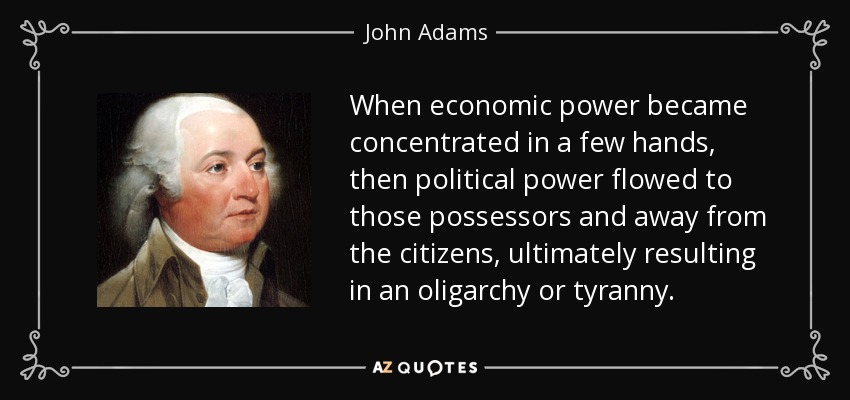 John Adams
When economic power became
concentrated in a few hands,
then political power flowed to
those possessors and away from
the citizens, ultimately resulting
in an oligarchy or tyranny.
AZ QUOTES